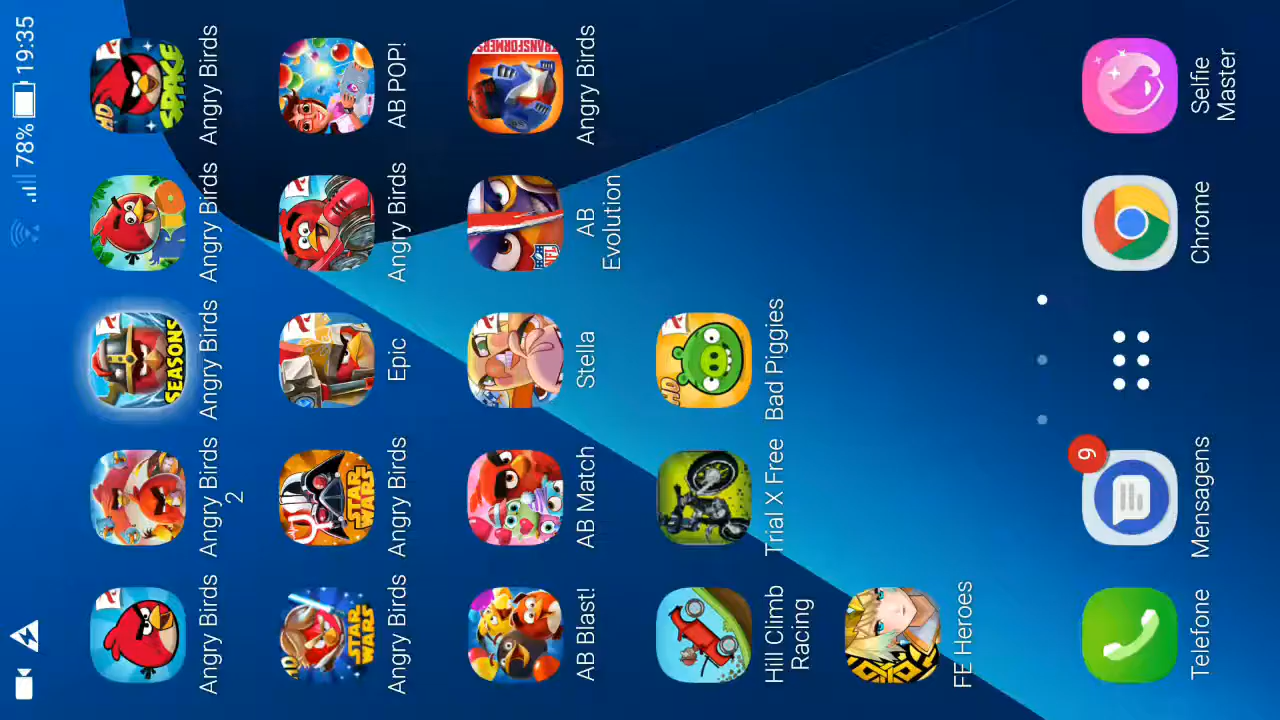 78% 19:35
Angry Birds
Angry Birds
2
SEASONS
Angry Birds
RIO
Angry Birds
HD
SPACE
Angry Birds
HD
STAR
WARS
Angry Birds
STAR
WARS
Angry Birds
Epic
Angry Birds
AB POP!
AB Blast!
AB Match
Stella
NFL
AB
Evolution
TRANSFORMERS
Angry Birds
Hill Climb
Racing
Trial X Free
HD
Bad Piggies
FE Heroes
Telefone
9
Mensagens
Chrome
Selfie
Master